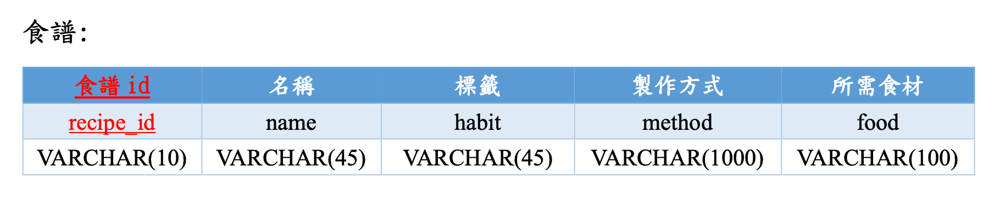 食譜:
食譜 id 名稱 標籤 製作方式 所需食材
recipe_id name habit method food
VARCHAR(10) VARCHAR(45) VARCHAR(45) VARCHAR(1000) VARCHAR(100)